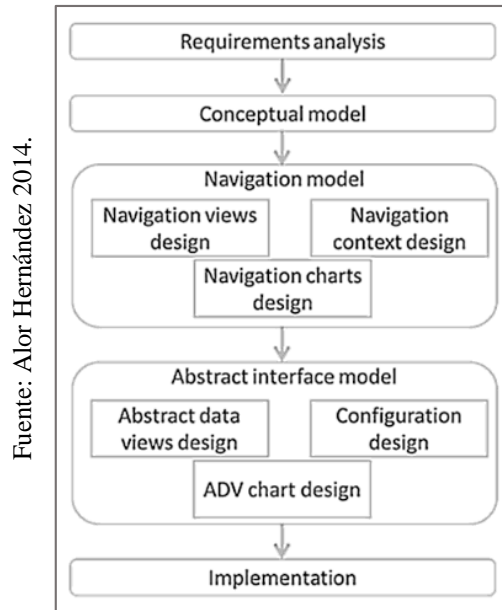 Fuente: Alor Hernández 2014.
Requirements analysis
Conceptual model
Navigation model
Navigation views
design
Navigation
context design
Navigation charts
design
Abstract interface model
Abstract data
views design
Configuration
design
ADV chart design
Implementation